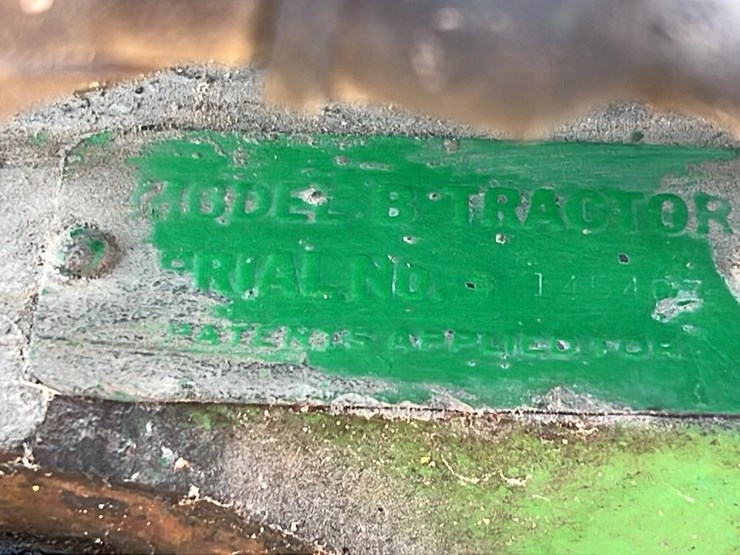 MODEL B TRACTOR
SERIAL NO.
PATENTS APPLIED FOR